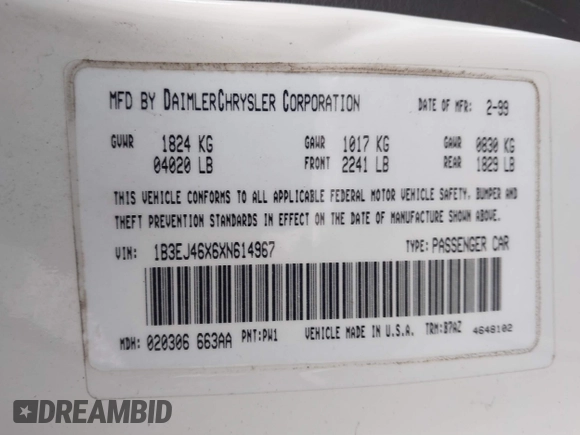 MFD BY DAIMLERCHRYSLER CORPORATION DATE OF MFR: 2-99
GVWR 1824 KG GAWR 1017 KG GAWR 0830 KG
04020 LB FRONT 2241 LB REAR 1829 LB
THIS VEHICLE CONFORMS TO ALL APPLICABLE FEDERAL MOTOR VEHICLE SAFETY, BUMPER AND
THEFT PREVENTION STANDARDS IN EFFECT ON THE DATE OF MANUFACTURE SHOWN ABOVE.
VIN: 1B3EJ46X6XN614967 TYPE: PASSENGER CAR
MDH: 020306 663AA PNT: PW1 VEHICLE MADE IN U.S.A. TRM: B7AZ 4648102
DREAMBID